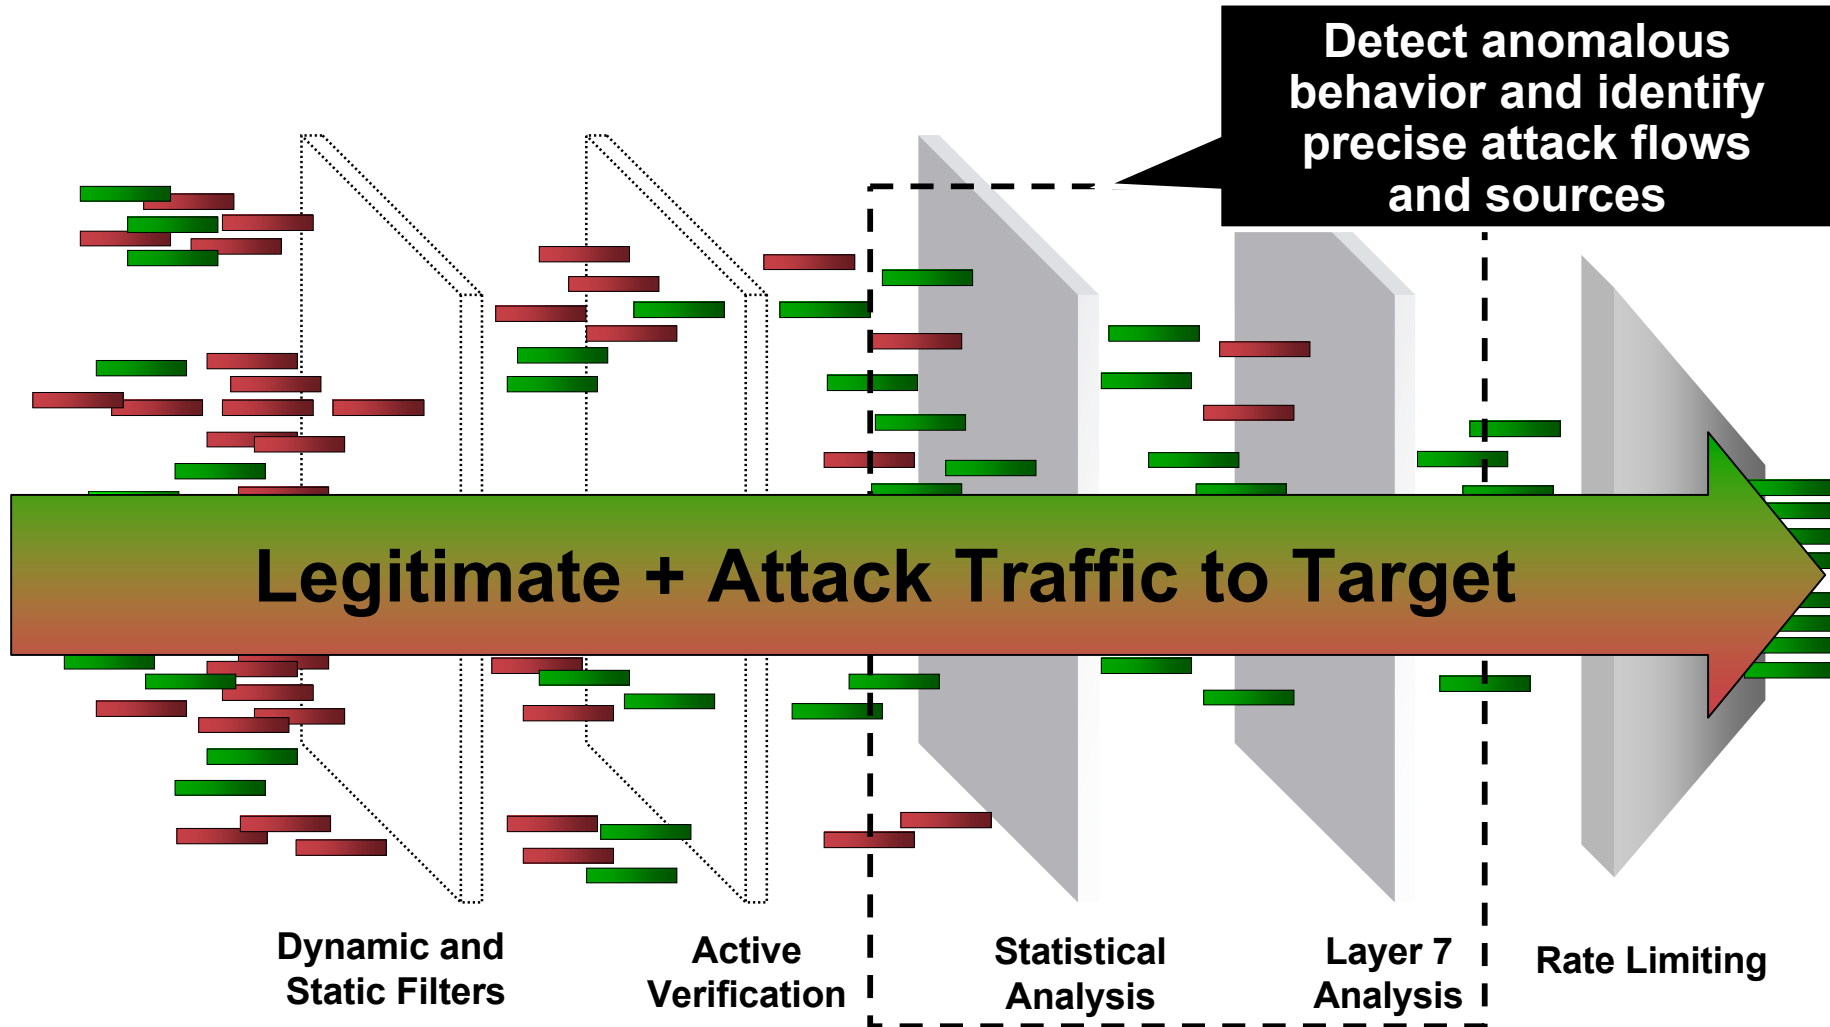 Detect anomalous
behavior and identify
precise attack flows
and sources
Legitimate + Attack Traffic to Target
Dynamic and
Static Filters
Active
Verification
Statistical
Analysis
Layer 7
Analysis
Rate Limiting